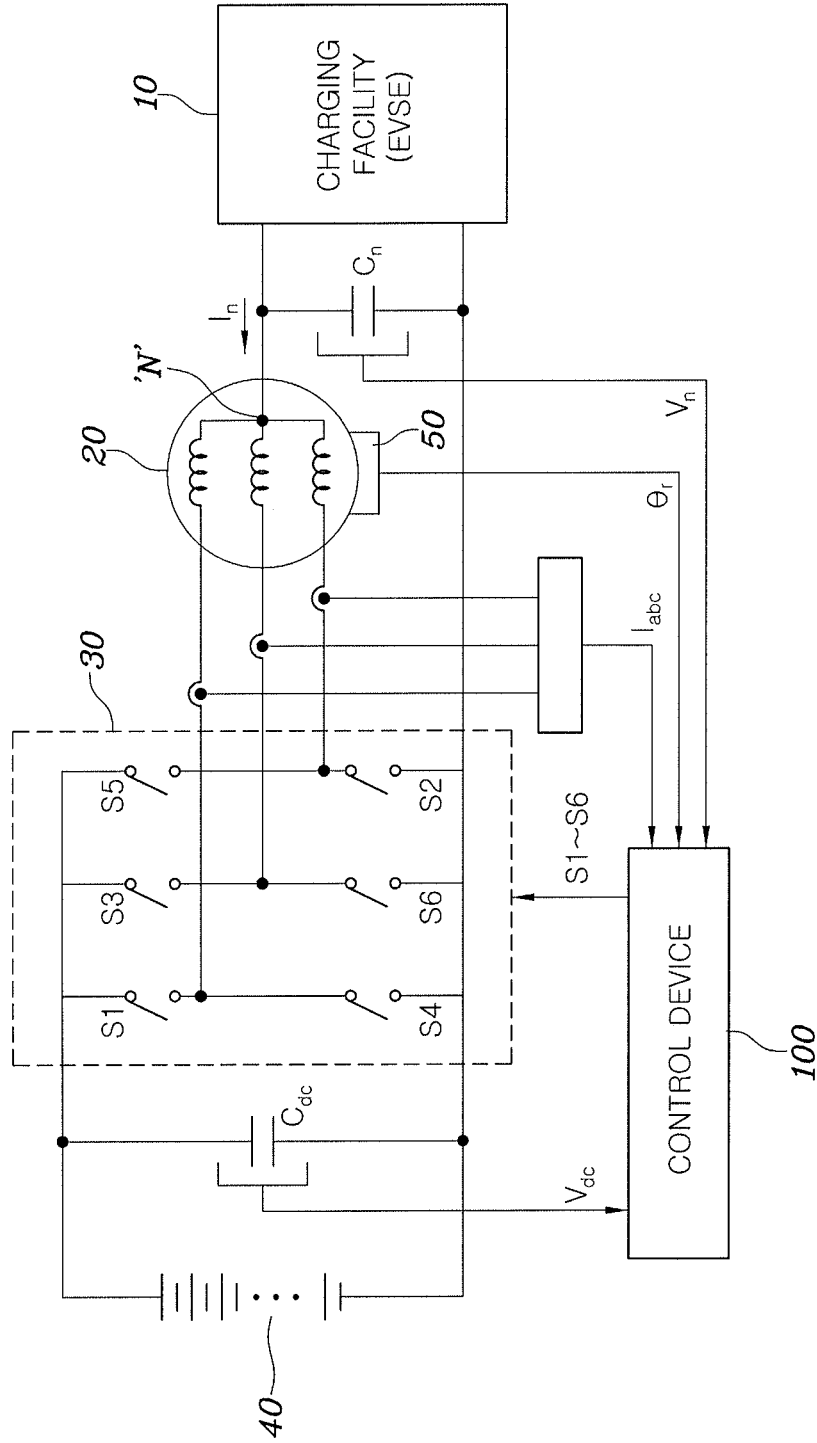 10
CHARGING
FACILITY
(EVSE)
Iₙ
Cₙ
'N'
20
50
Vₙ
θᵣ
Iabc
30
S5
S3
S1
S2
S6
S4
S1~S6
Cdc
Vdc
40
CONTROL DEVICE
100